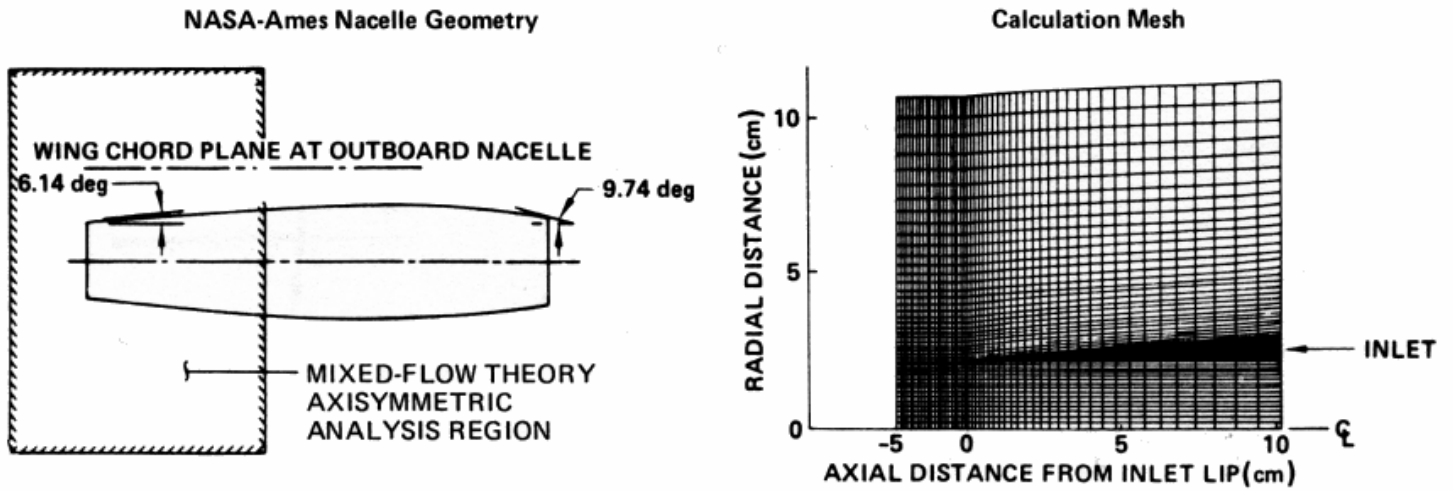 NASA-Ames Nacelle Geometry
WING CHORD PLANE AT OUTBOARD NACELLE
6.14 deg
9.74 deg
MIXED-FLOW THEORY
AXISYMMETRIC
ANALYSIS REGION
Calculation Mesh
RADIAL DISTANCE (cm)
10
5
0
INLET
℄
-5
0
5
10
AXIAL DISTANCE FROM INLET LIP(cm)